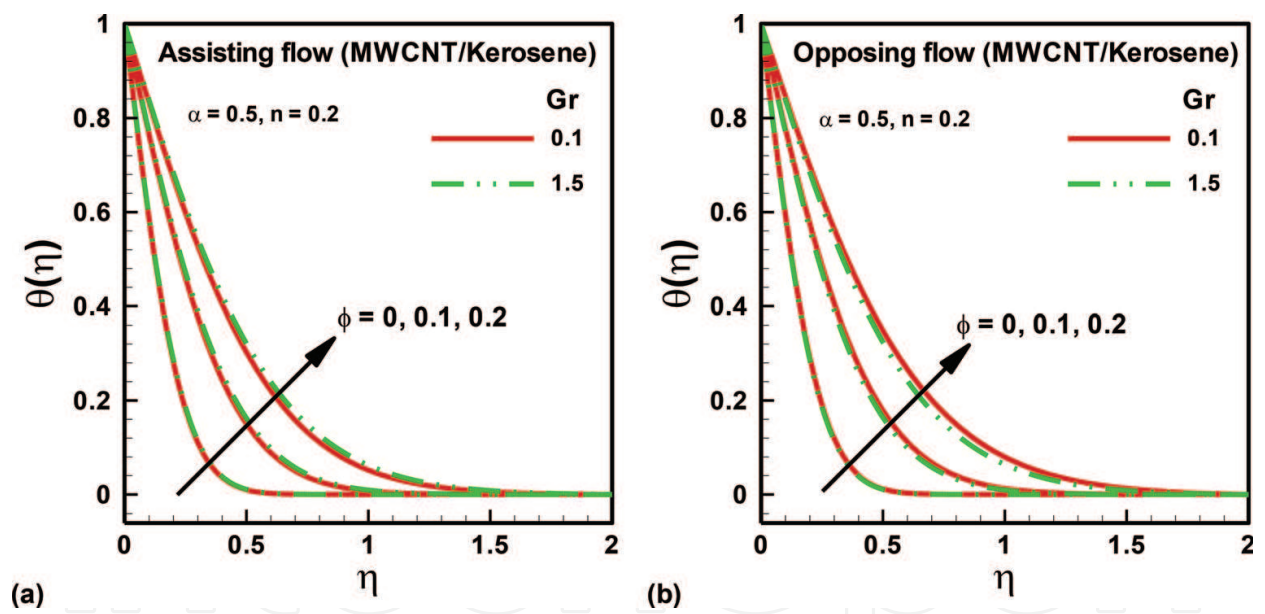 Assisting flow (MWCNT/Kerosene)
α = 0.5, n = 0.2
Gr
0.1
1.5
ϕ = 0, 0.1, 0.2
θ(η)
1
0.8
0.6
0.4
0.2
0
0 0.5 1 1.5 2
η
(a)
Opposing flow (MWCNT/Kerosene)
α = 0.5, n = 0.2
Gr
0.1
1.5
ϕ = 0, 0.1, 0.2
θ(η)
1
0.8
0.6
0.4
0.2
0
0 0.5 1 1.5 2
η
(b)